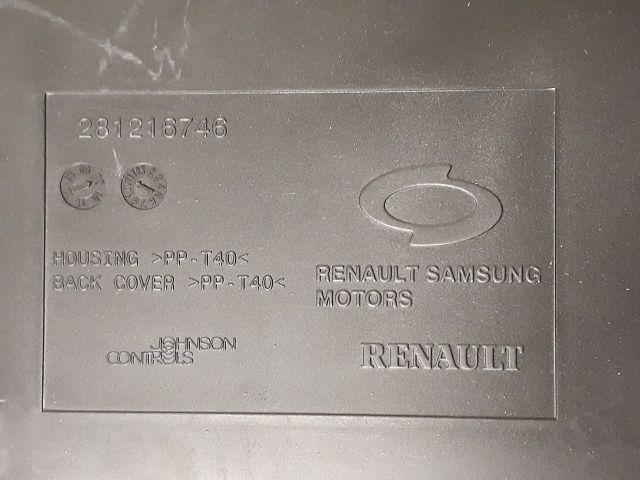 281216746
HOUSING >PP-T40<
BACK COVER >PP-T40<
RENAULT SAMSUNG
MOTORS
JOHNSON
CONTROLS
RENAULT